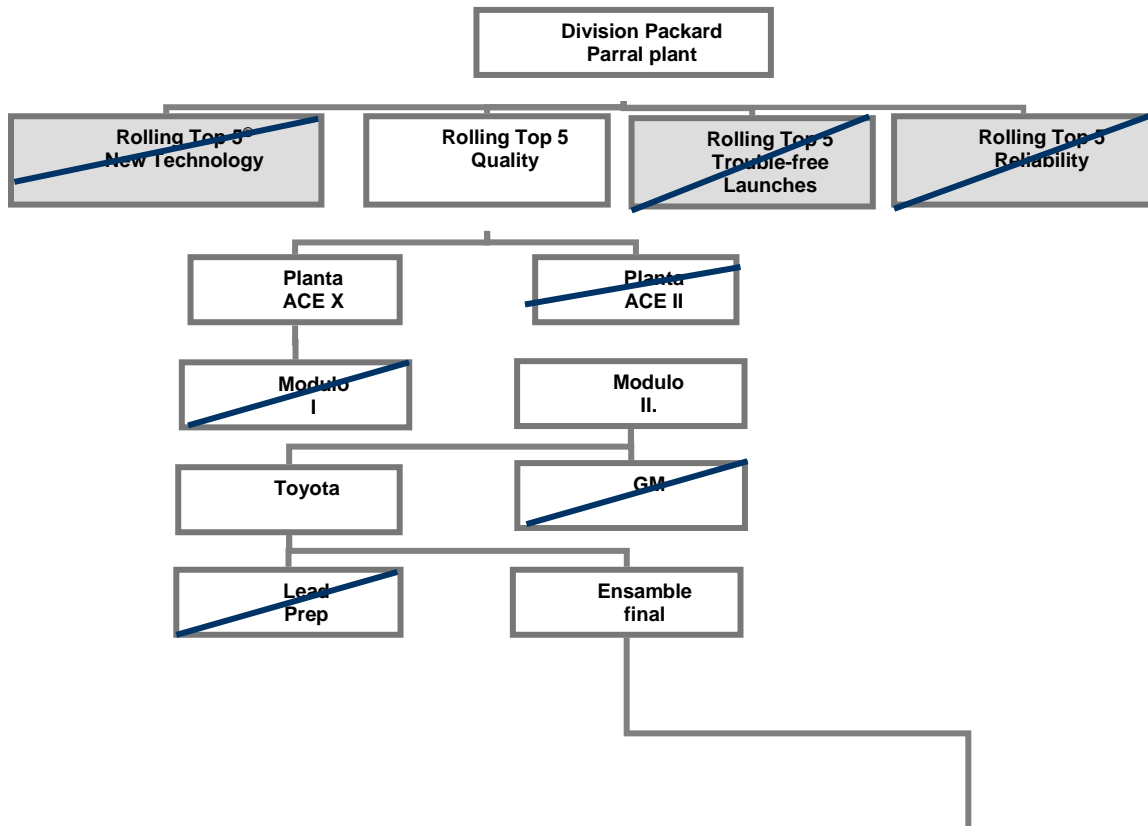 Division Packard
Parral plant
Rolling Top 5©
New Technology
Rolling Top 5
Quality
Rolling Top 5
Trouble-free
Launches
Rolling Top 5
Reliability
Planta
ACE X
Planta
ACE II
Modulo
I
Modulo
II.
Toyota
GM
Lead
Prep
Ensamble
final